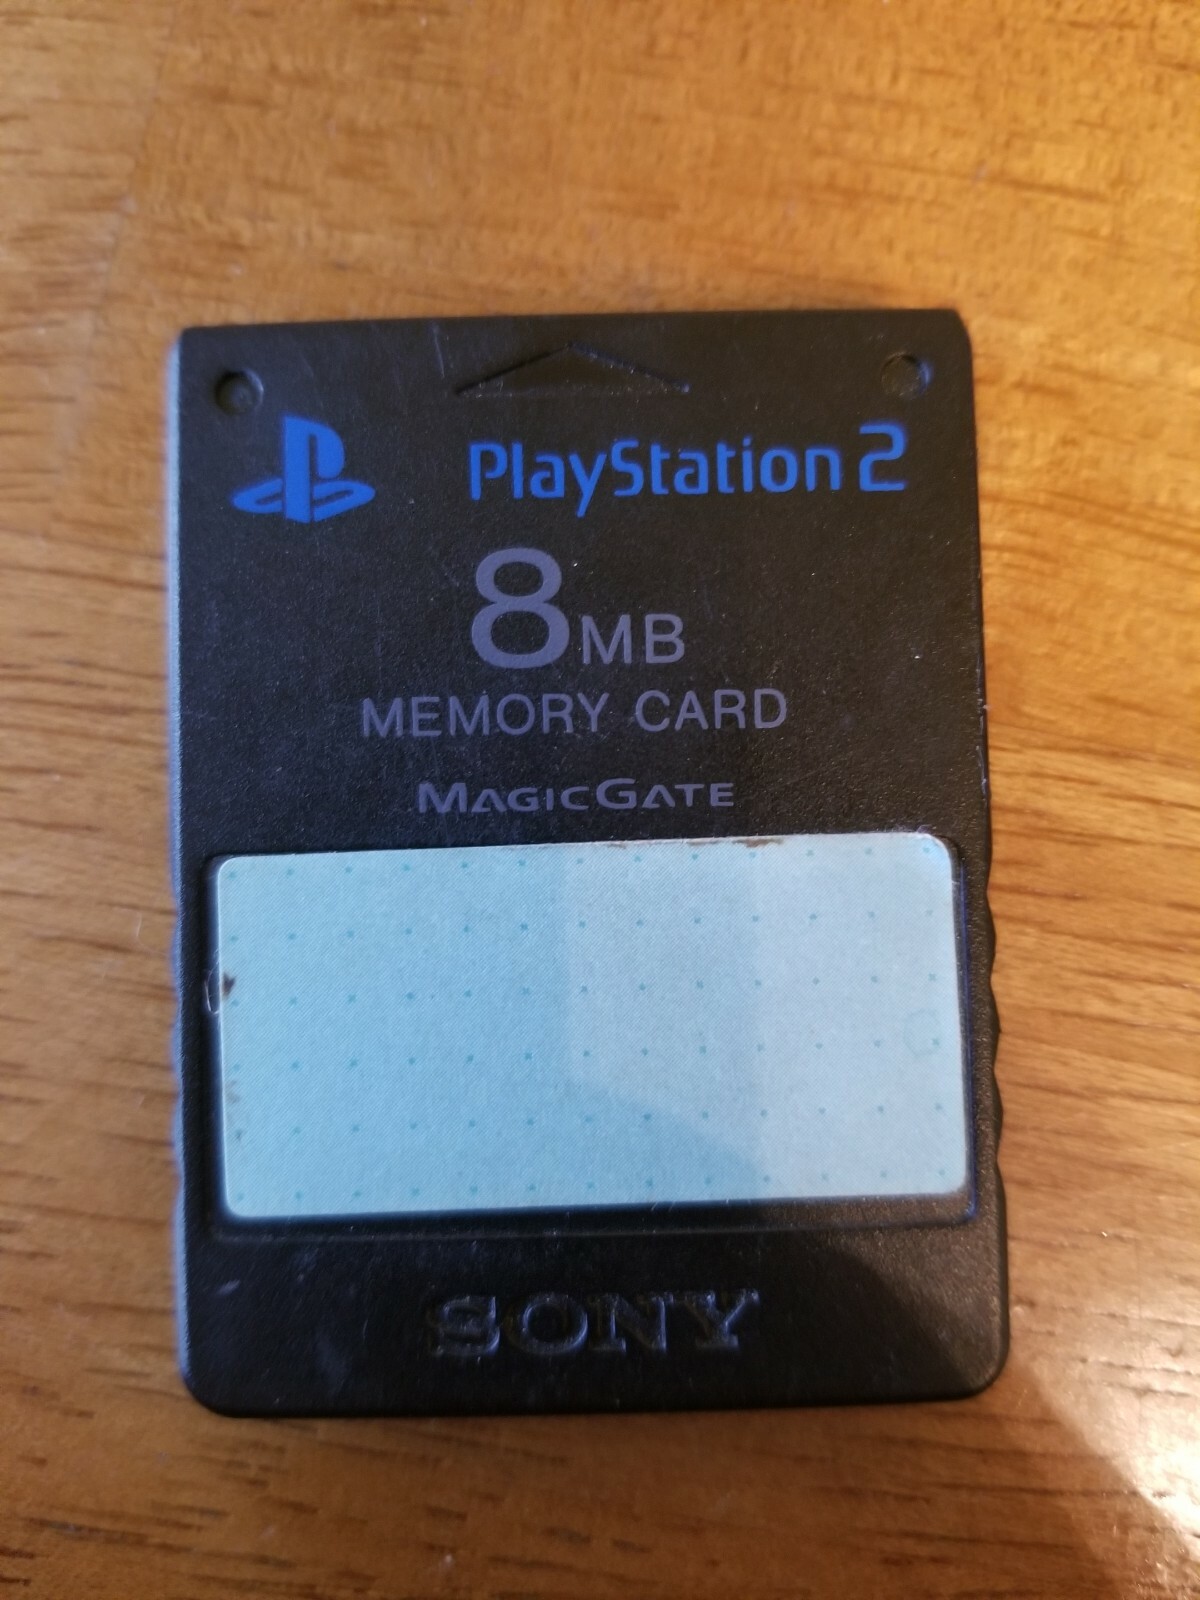 PlayStation 2
8MB
MEMORY CARD
MAGICGATE
SONY